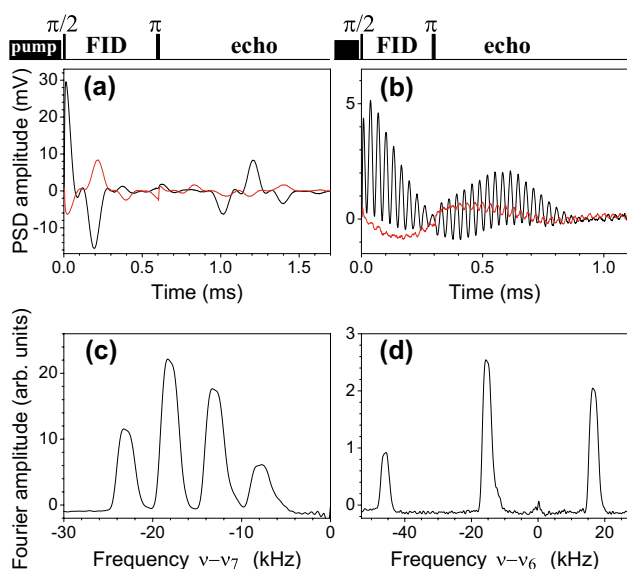 π/2 π π/2 π
pump FID echo FID echo
(a) (b)
PSD amplitude (mV)
30
20
10
0
-10
5
0
0.0 0.5 1.0 1.5
0.0 0.5 1.0
Time (ms) Time (ms)
(c) (d)
Fourier amplitude (arb. units)
20
10
0
3
2
1
0
-30 -20 -10 0
-40 -20 0 20
Frequency ν−ν7 (kHz) Frequency ν−ν6 (kHz)